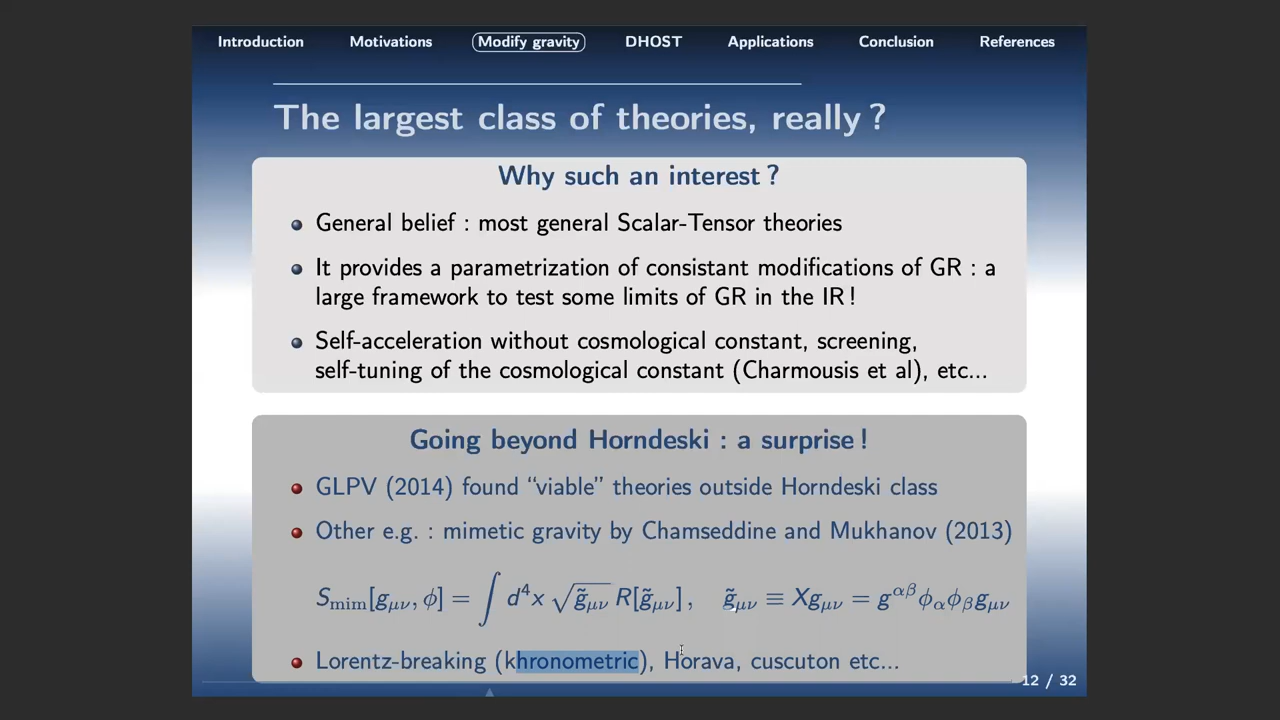 Introduction Motivations Modify gravity DHOST Applications Conclusion References
The largest class of theories, really ?
Why such an interest ?
General belief : most general Scalar-Tensor theories
It provides a parametrization of consistant modifications of GR : a
large framework to test some limits of GR in the IR !
Self-acceleration without cosmological constant, screening,
self-tuning of the cosmological constant (Charmousis et al), etc...
Going beyond Horndeski : a surprise !
GLPV (2014) found “viable” theories outside Horndeski class
Other e.g. : mimetic gravity by Chamseddine and Mukhanov (2013)
S_mim[g_μν, ϕ] = ∫ d⁴x √g̃_μν R[g̃_μν] , g̃_μν ≡ Xg_μν = g^αβ ϕ_α ϕ_β g_μν
Lorentz-breaking (khronometric), Horava, cuscuton etc...
12 / 32